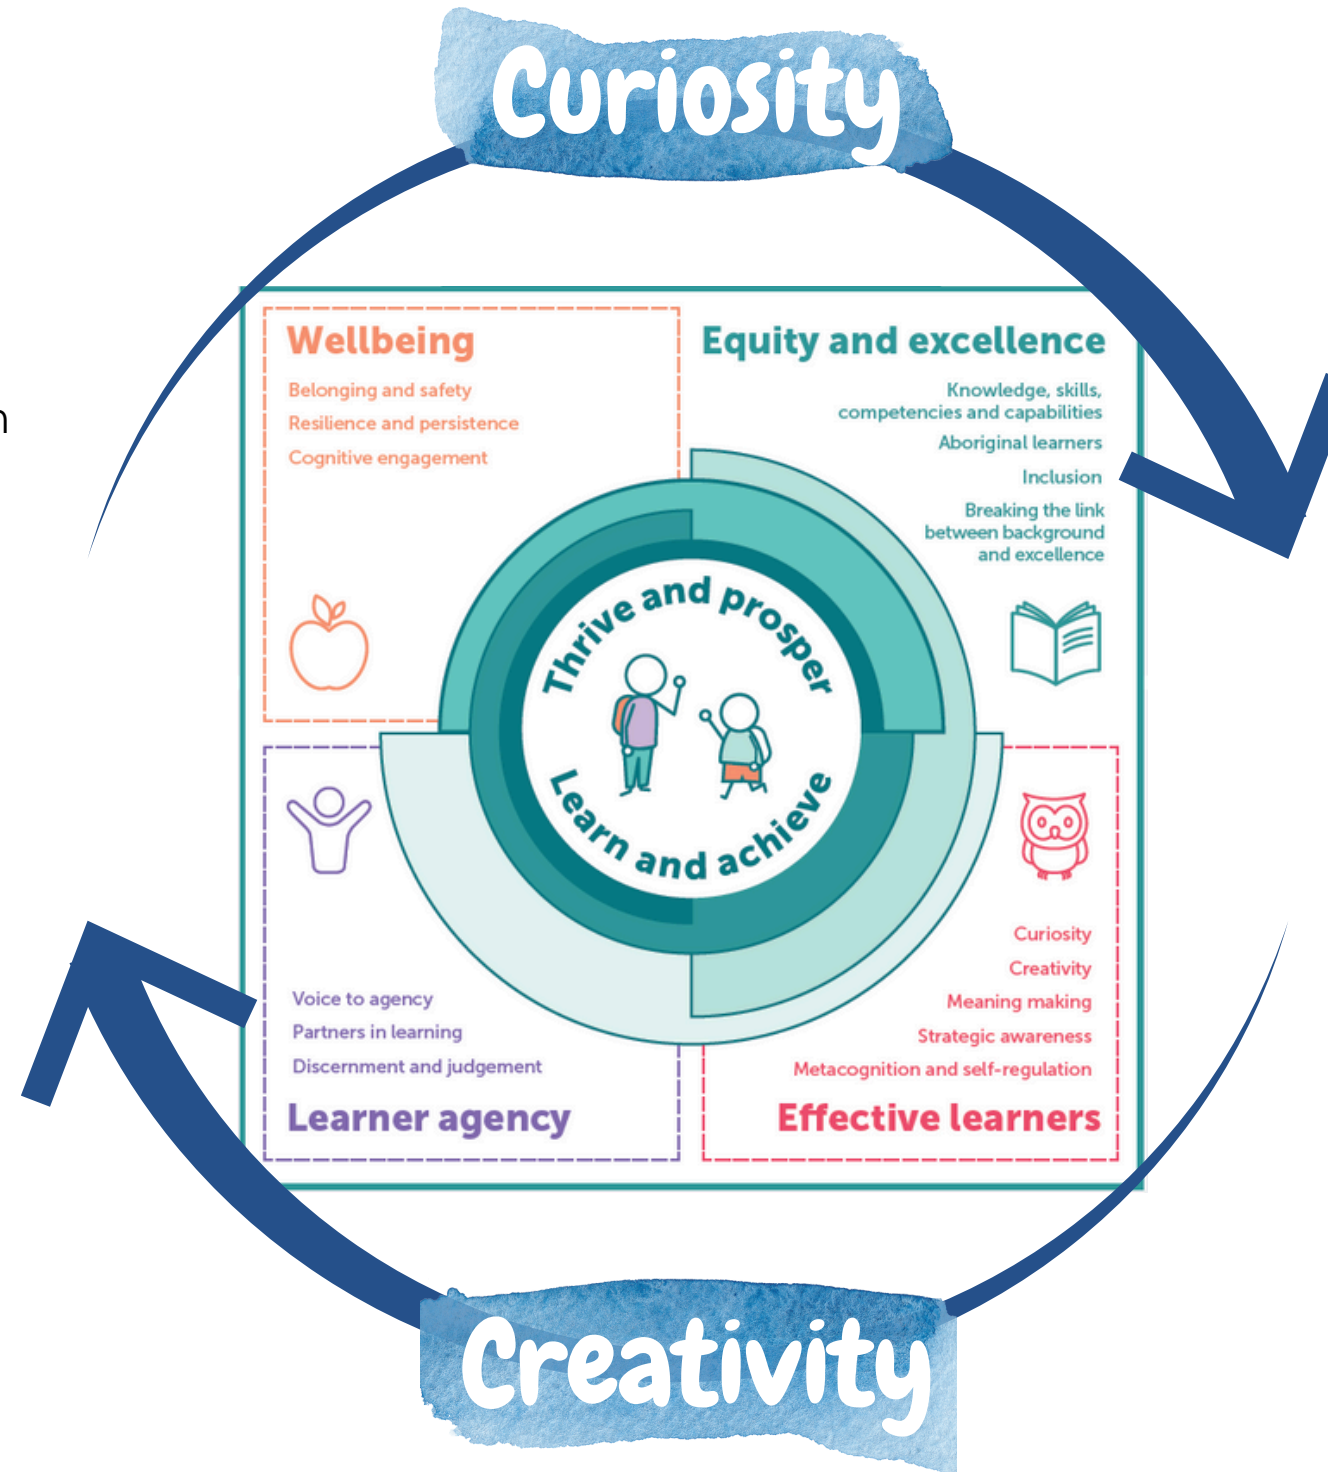 Curiosity
n
Wellbeing
Belonging and safety
Resilience and persistence
Cognitive engagement
Equity and excellence
Knowledge, skills,
competencies and capabilities
Aboriginal learners
Inclusion
Breaking the link
between background
and excellence
Thrive and prosper
Learn and achieve
Voice to agency
Partners in learning
Discernment and judgement
Learner agency
Curiosity
Creativity
Meaning making
Strategic awareness
Metacognition and self-regulation
Effective learners
Creativity